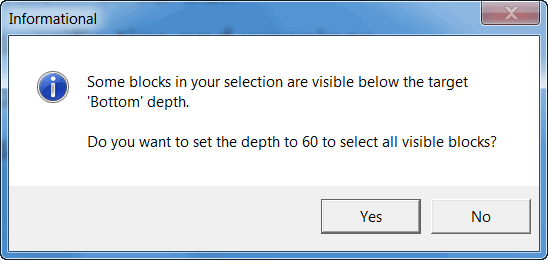 Informational
Some blocks in your selection are visible below the target
'Bottom' depth.
Do you want to set the depth to 60 to select all visible blocks?
Yes
No